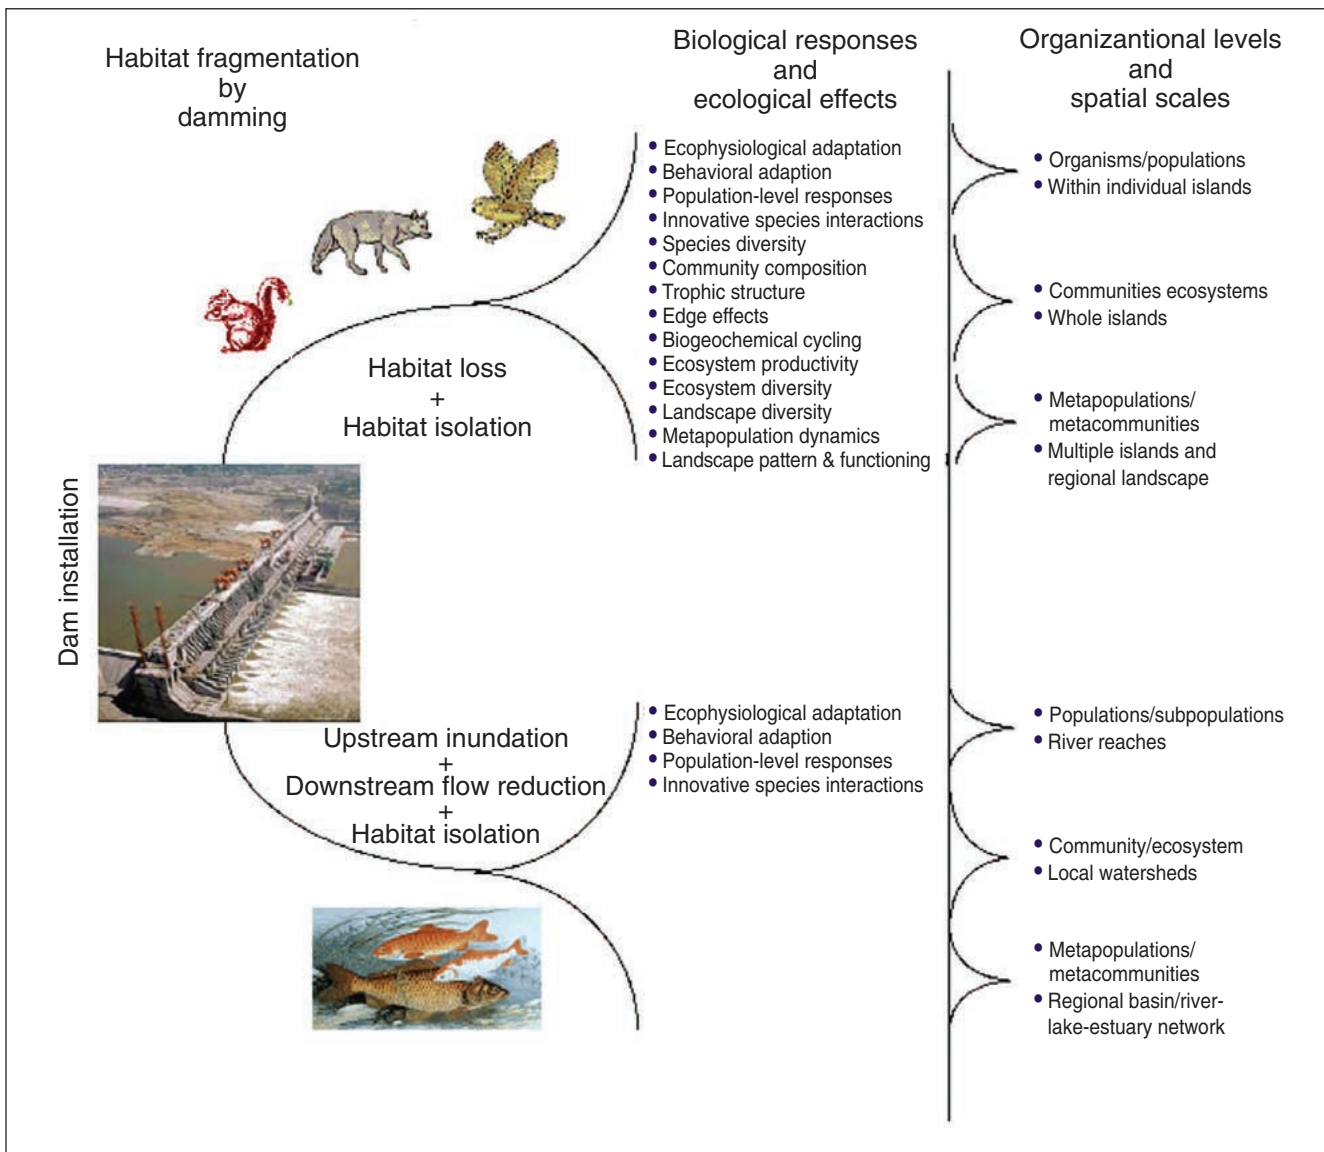 Habitat fragmentation
by
damming
Biological responses
and
ecological effects
Organizantional levels
and
spatial scales
• Ecophysiological adaptation
• Behavioral adaption
• Population-level responses
• Innovative species interactions
• Species diversity
• Community composition
• Trophic structure
• Edge effects
• Biogeochemical cycling
• Ecosystem productivity
• Ecosystem diversity
• Landscape diversity
• Metapopulation dynamics
• Landscape pattern & functioning
• Organisms/populations
• Within individual islands
• Communities ecosystems
• Whole islands
• Metapopulations/
metacommunities
• Multiple islands and
regional landscape
Habitat loss
+
Habitat isolation
Dam installation
Upstream inundation
+
Downstream flow reduction
+
Habitat isolation
• Ecophysiological adaptation
• Behavioral adaption
• Population-level responses
• Innovative species interactions
• Populations/subpopulations
• River reaches
• Community/ecosystem
• Local watersheds
• Metapopulations/
metacommunities
• Regional basin/river-
lake-estuary network